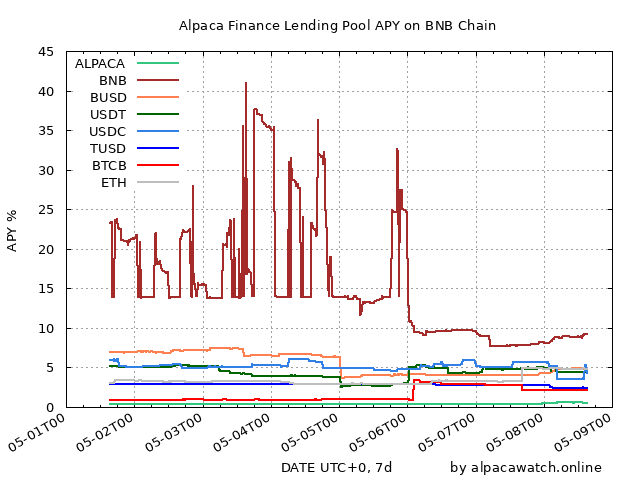 Alpaca Finance Lending Pool APY on BNB Chain
45
40
35
30
25
20
15
10
5
0
APY %
ALPACA
BNB
BUSD
USDT
USDC
TUSD
BTCB
ETH
05-01T00
05-02T00
05-03T00
05-04T00
05-05T00
05-06T00
05-07T00
05-08T00
05-09T00
DATE UTC+0, 7d
by alpacawatch.online